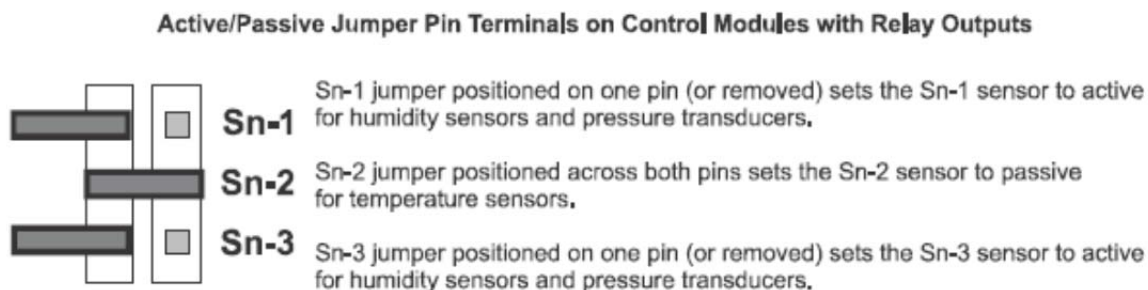 Active/Passive Jumper Pin Terminals on Control Modules with Relay Outputs
Sn-1
Sn-1 jumper positioned on one pin (or removed) sets the Sn-1 sensor to active
for humidity sensors and pressure transducers.
Sn-2
Sn-2 jumper positioned across both pins sets the Sn-2 sensor to passive
for temperature sensors.
Sn-3
Sn-3 jumper positioned on one pin (or removed) sets the Sn-3 sensor to active
for humidity sensors and pressure transducers.